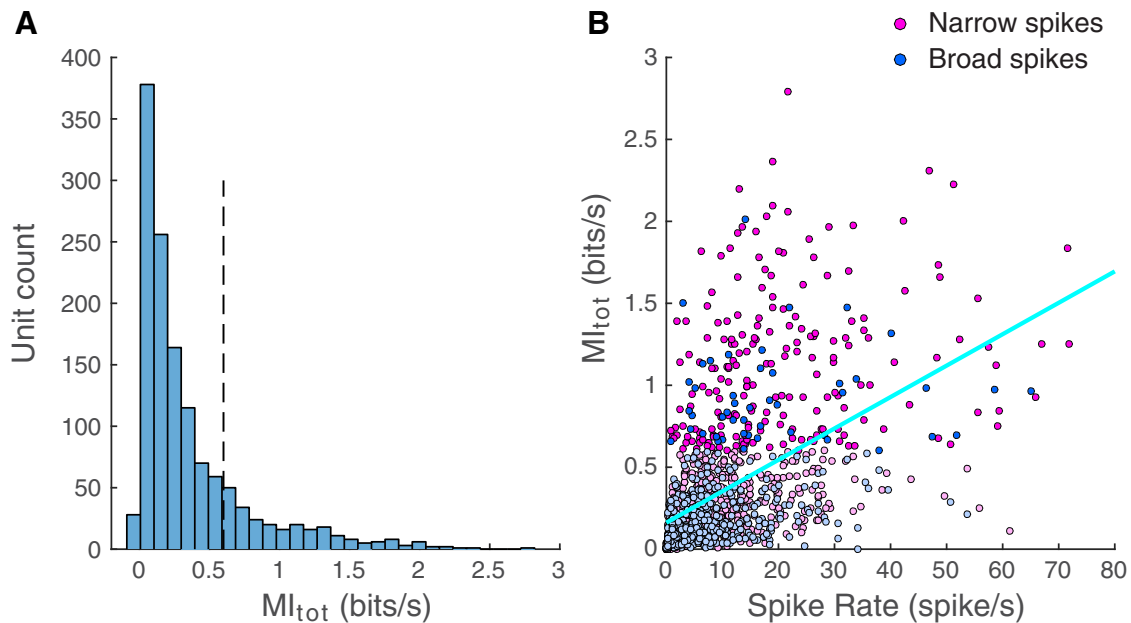 A
400
350
300
250
200
150
100
50
0
Unit count
0 0.5 1 1.5 2 2.5 3
MItot (bits/s)
B
Narrow spikes
Broad spikes
3
2.5
2
1.5
1
0.5
0
MItot (bits/s)
0 10 20 30 40 50 60 70 80
Spike Rate (spike/s)